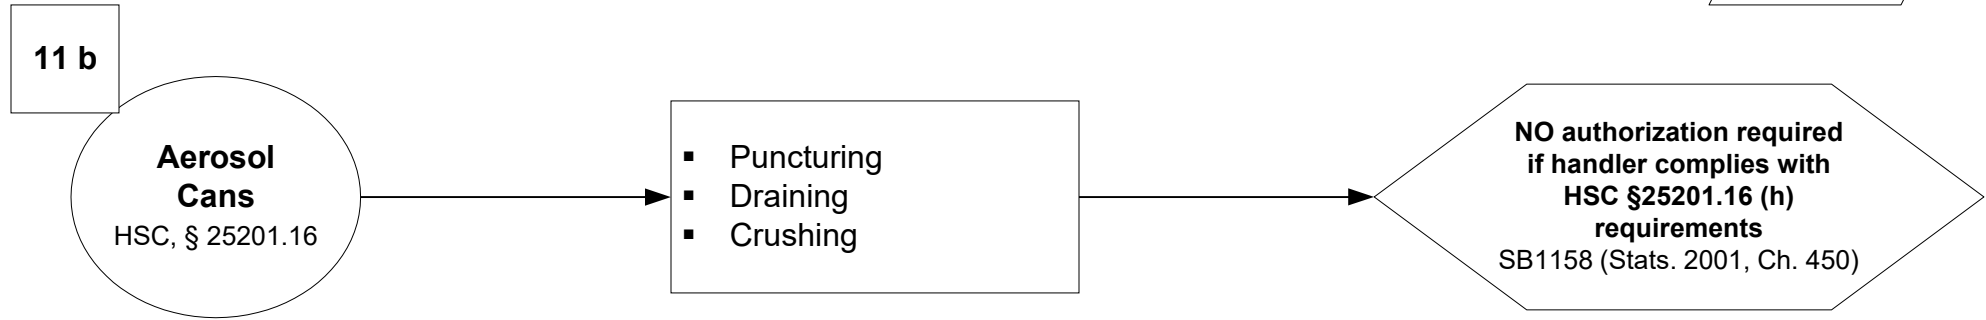 11 b
Aerosol
Cans
HSC, § 25201.16
▪ Puncturing
▪ Draining
▪ Crushing
NO authorization required
if handler complies with
HSC §25201.16 (h)
requirements
SB1158 (Stats. 2001, Ch. 450)